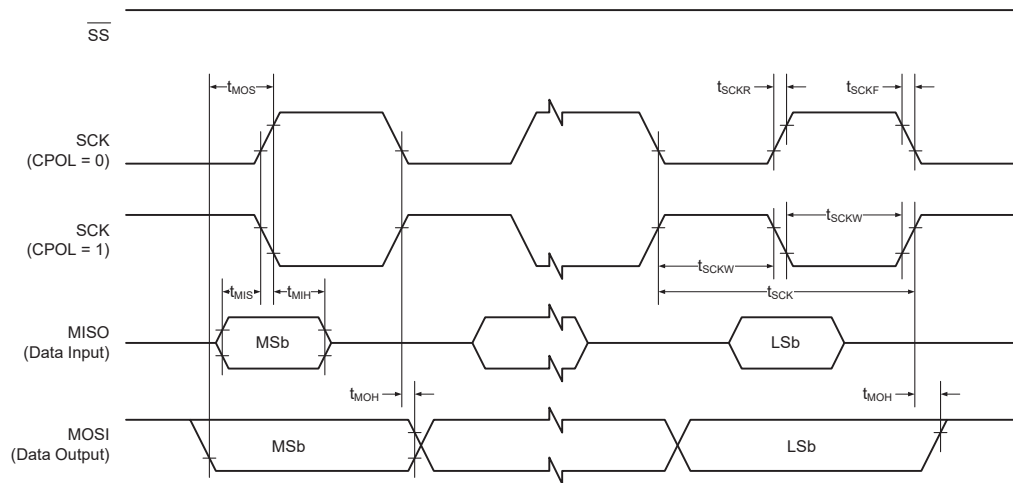 SS
tMOS
tSCKR
tSCKF
SCK
(CPOL = 0)
SCK
(CPOL = 1)
tSCKW
tSCKW
tSCK
tMIS
tMIH
MISO
(Data Input)
MSb
LSb
tMOH
tMOH
MOSI
(Data Output)
MSb
LSb